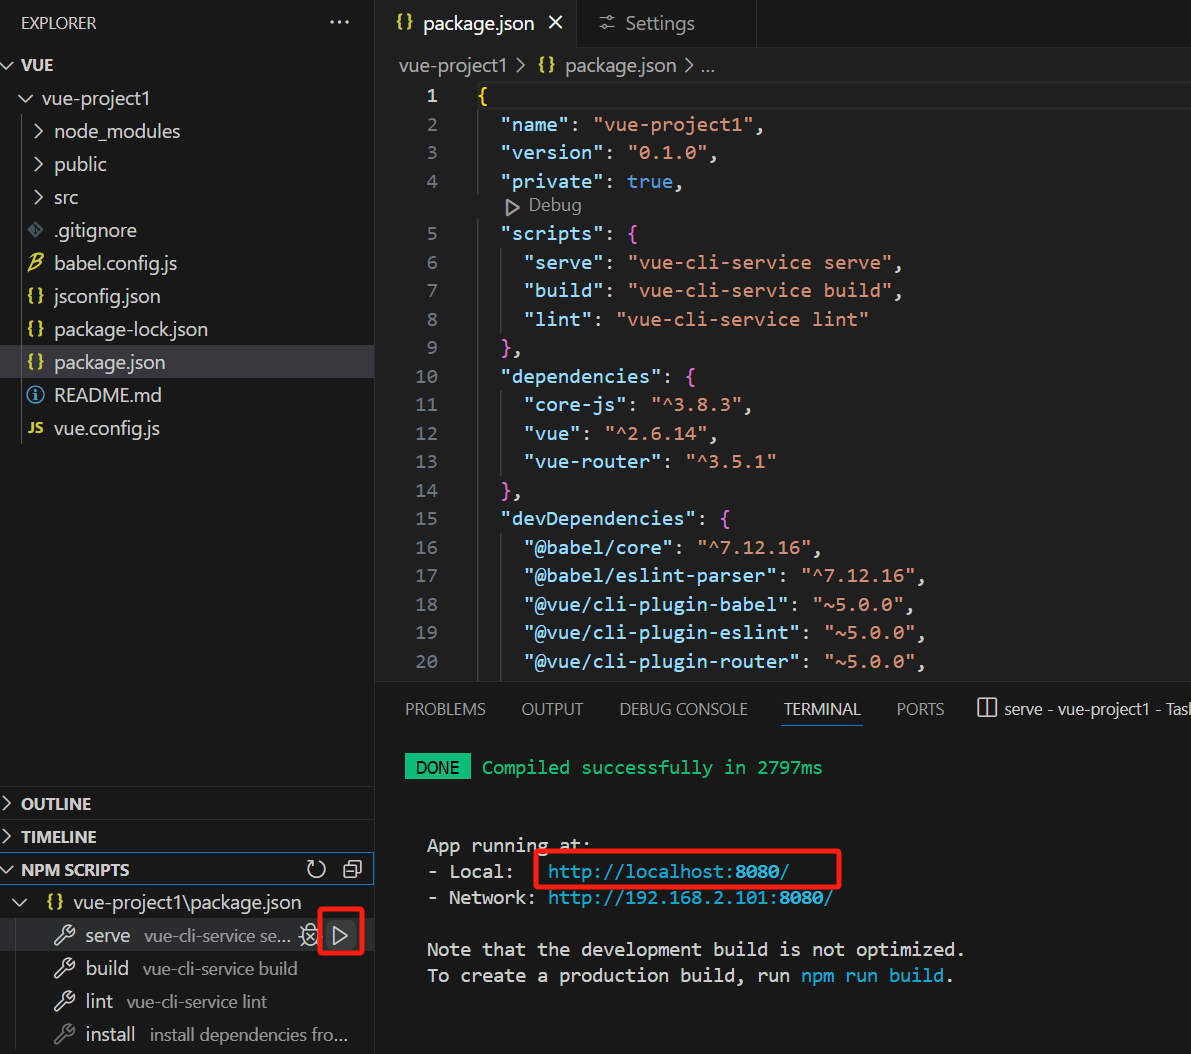 EXPLORER
VUE
vue-project1
node_modules
public
src
.gitignore
babel.config.js
jsconfig.json
package-lock.json
package.json
README.md
JS vue.config.js
OUTLINE
TIMELINE
NPM SCRIPTS
vue-project1\package.json
serve vue-cli-service se...
build vue-cli-service build
lint vue-cli-service lint
install install dependencies fro...
{} package.json
Settings
vue-project1 > {} package.json > ...
1 {
2 "name": "vue-project1",
3 "version": "0.1.0",
4 "private": true,
Debug
5 "scripts": {
6 "serve": "vue-cli-service serve",
7 "build": "vue-cli-service build",
8 "lint": "vue-cli-service lint"
9 },
10 "dependencies": {
11 "core-js": "^3.8.3",
12 "vue": "^2.6.14",
13 "vue-router": "^3.5.1"
14 },
15 "devDependencies": {
16 "@babel/core": "^7.12.16",
17 "@babel/eslint-parser": "^7.12.16",
18 "@vue/cli-plugin-babel": "~5.0.0",
19 "@vue/cli-plugin-eslint": "~5.0.0",
20 "@vue/cli-plugin-router": "~5.0.0",
PROBLEMS OUTPUT DEBUG CONSOLE TERMINAL PORTS serve - vue-project1 - Task
DONE Compiled successfully in 2797ms
App running at:
- Local: http://localhost:8080/
- Network: http://192.168.2.101:8080/
Note that the development build is not optimized.
To create a production build, run npm run build.